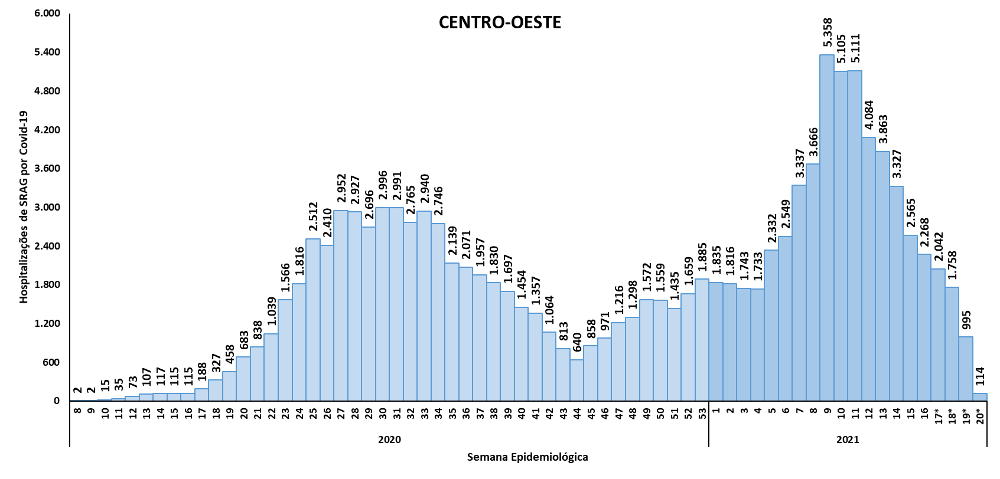 CENTRO-OESTE
Hospitalizações de SRAG por Covid-19
6.000
5.400
4.800
4.200
3.600
3.000
2.400
1.800
1.200
600
0
2 2 15 35 73 107 117 115 115 188 327 458 683 838 1.039 1.566 1.816 2.512 2.410 2.952 2.927 2.696 2.996 2.991 2.765 2.940 2.746 2.139 2.071 1.957 1.830 1.697 1.454 1.357 1.064 813 640 858 971 1.216 1.298 1.572 1.559 1.435 1.659 1.885 1.835 1.816 1.743 1.733 2.332 2.549 3.337 3.666 5.358 5.105 5.111 4.084 3.863 3.327 2.565 2.268 2.042 1.758 995 114
8 9 10 11 12 13 14 15 16 17 18 19 20 21 22 23 24 25 26 27 28 29 30 31 32 33 34 35 36 37 38 39 40 41 42 43 44 45 46 47 48 49 50 51 52 53 1 2 3 4 5 6 7 8 9 10 11 12 13 14 15 16 17* 18* 19* 20*
2020 2021
Semana Epidemiológica